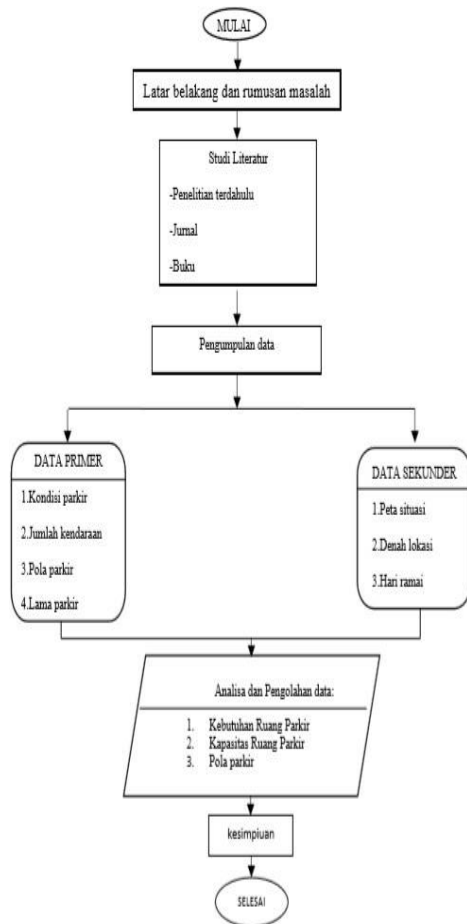 MULAI
Latar belakang dan rumusan masalah
Studi Literatur
-Penelitian terdahulu
-Jurnal
-Buku
Pengumpulan data
DATA PRIMER
1.Kondisi parkir
2.Jumlah kendaraan
3.Pola parkir
4.Lama parkir
DATA SEKUNDER
1.Peta situasi
2.Denah lokasi
3.Hari ramai
Analisa dan Pengolahan data:
1. Kebutuhan Ruang Parkir
2. Kapasitas Ruang Parkir
3. Pola parkir
kesimpiuan
SELESAI